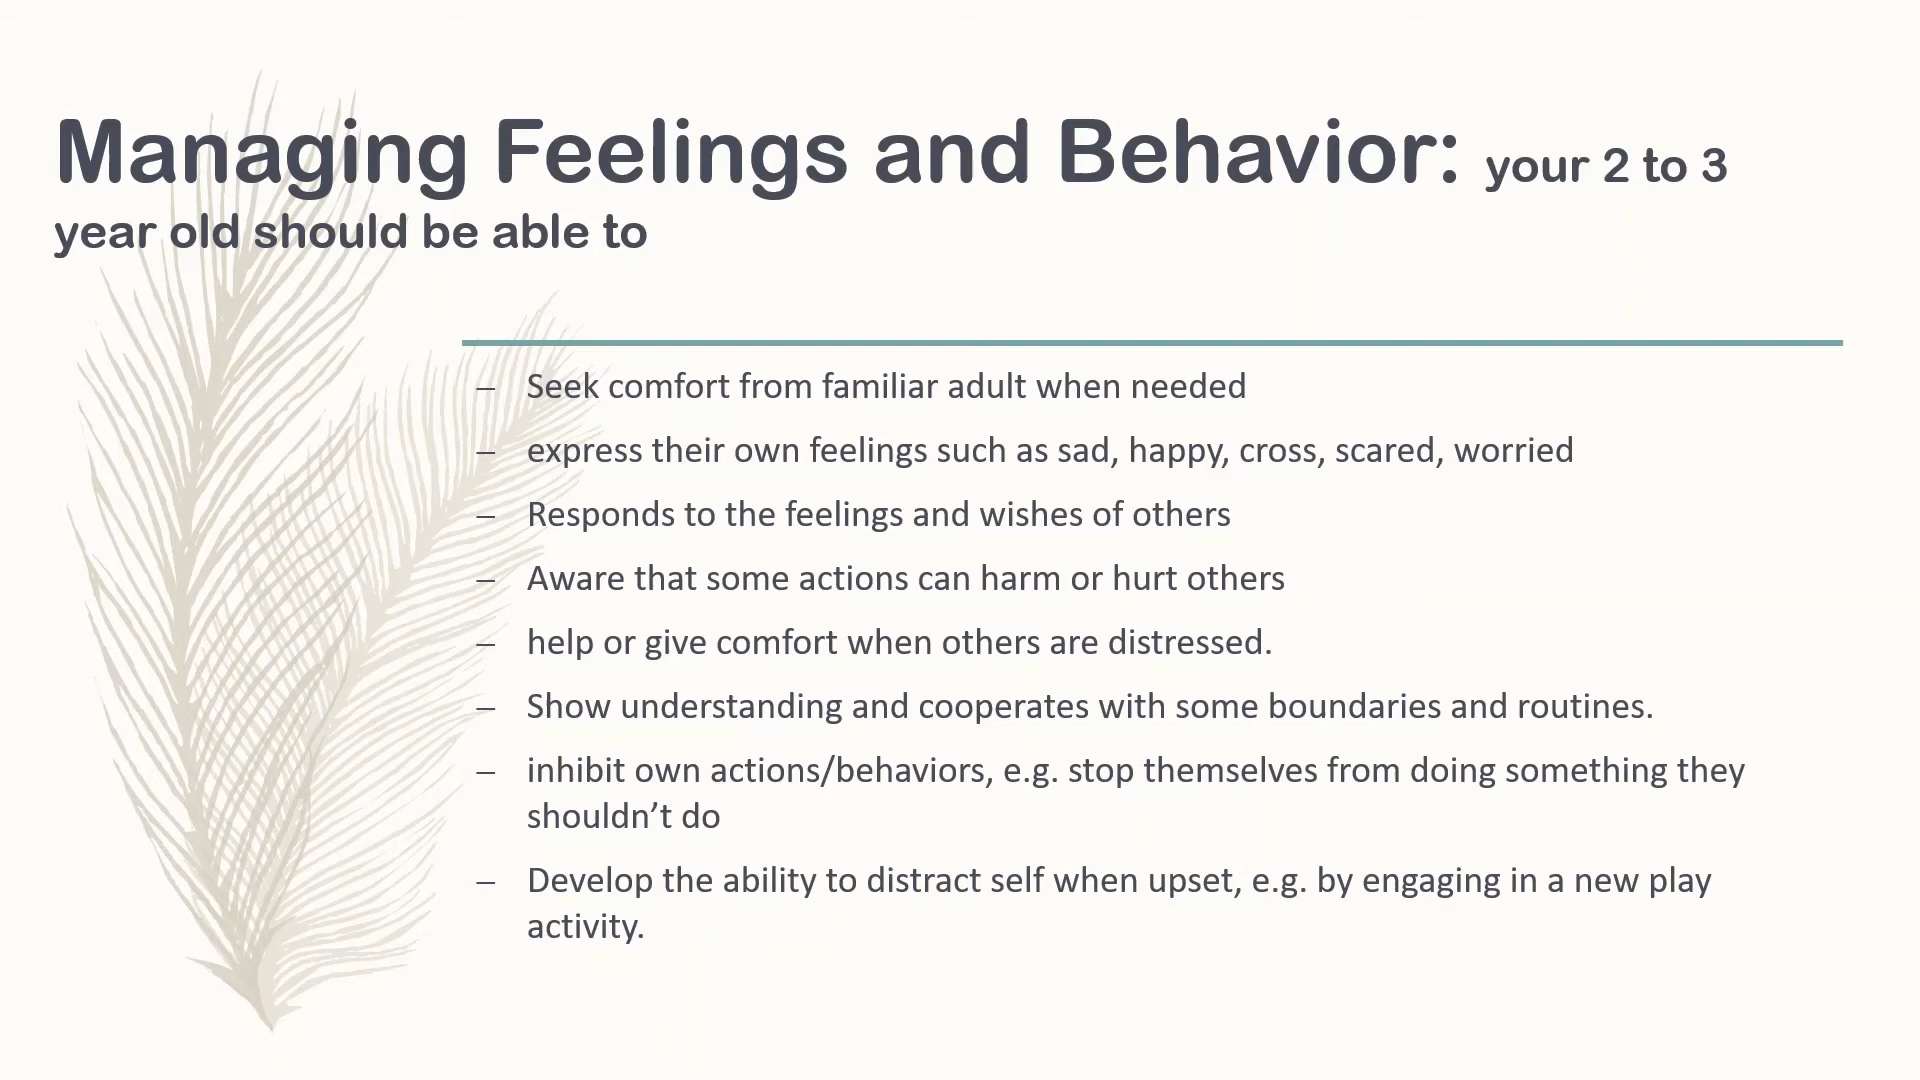 Managing Feelings and Behavior: your 2 to 3
year old should be able to
– Seek comfort from familiar adult when needed
– express their own feelings such as sad, happy, cross, scared, worried
– Responds to the feelings and wishes of others
– Aware that some actions can harm or hurt others
– help or give comfort when others are distressed.
– Show understanding and cooperates with some boundaries and routines.
– inhibit own actions/behaviors, e.g. stop themselves from doing something they
shouldn’t do
– Develop the ability to distract self when upset, e.g. by engaging in a new play
activity.